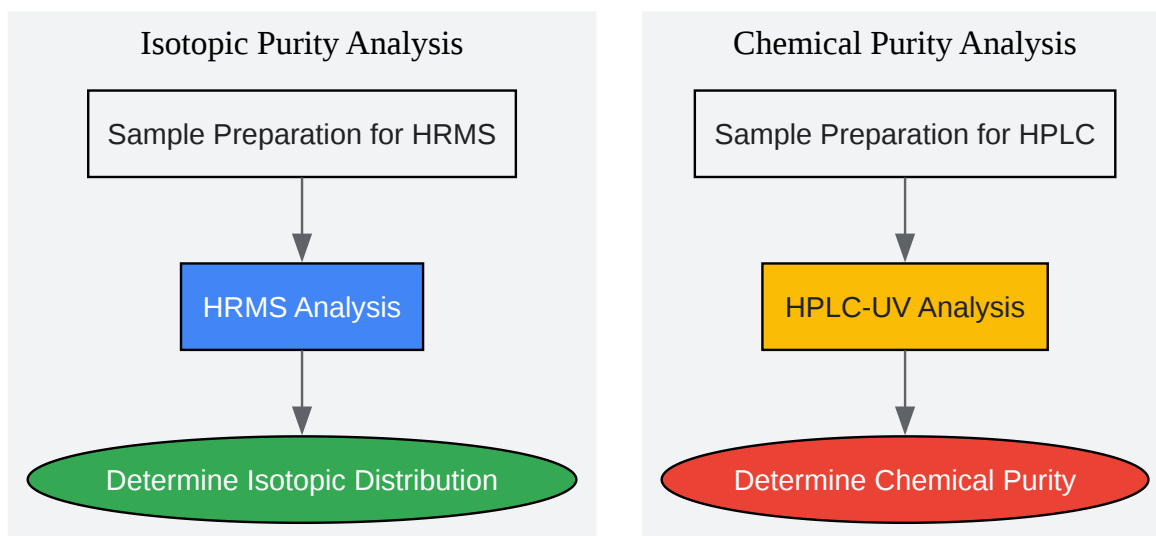 Isotopic Purity Analysis
Sample Preparation for HRMS
HRMS Analysis
Determine Isotopic Distribution
Chemical Purity Analysis
Sample Preparation for HPLC
HPLC-UV Analysis
Determine Chemical Purity